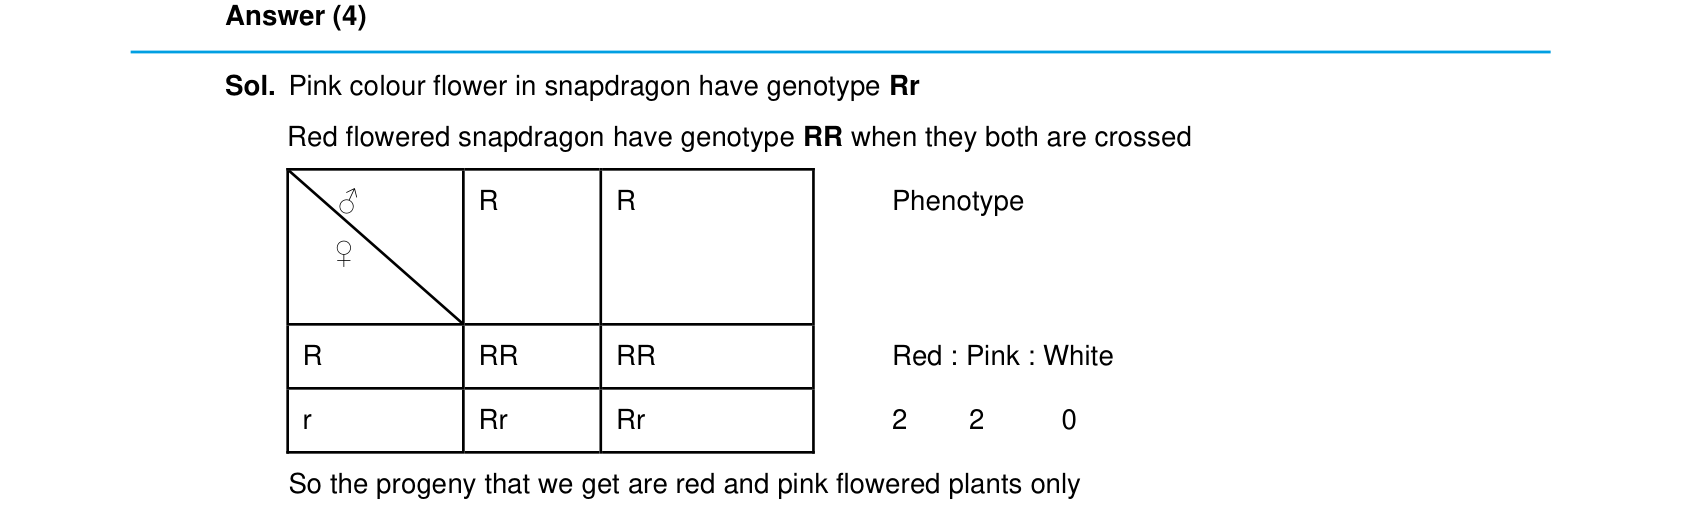 Answer (4)
Sol. Pink colour flower in snapdragon have genotype Rr
Red flowered snapdragon have genotype RR when they both are crossed
♂ R R Phenotype
♀
R RR RR Red : Pink : White
r Rr Rr 2 2 0
So the progeny that we get are red and pink flowered plants only